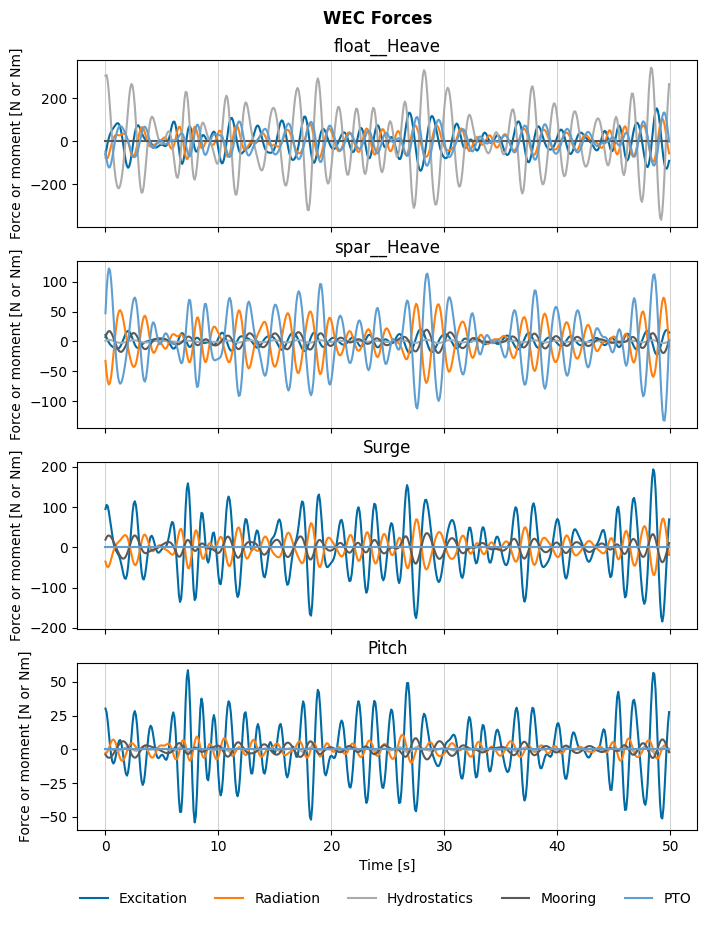 WEC Forces
float__Heave
Force or moment [N or Nm]
200
0
−200
spar__Heave
Force or moment [N or Nm]
100
50
0
−50
−100
Surge
Force or moment [N or Nm]
200
100
0
−100
−200
Pitch
Force or moment [N or Nm]
50
25
0
−25
−50
0 10 20 30 40 50
Time [s]
Excitation Radiation Hydrostatics Mooring PTO